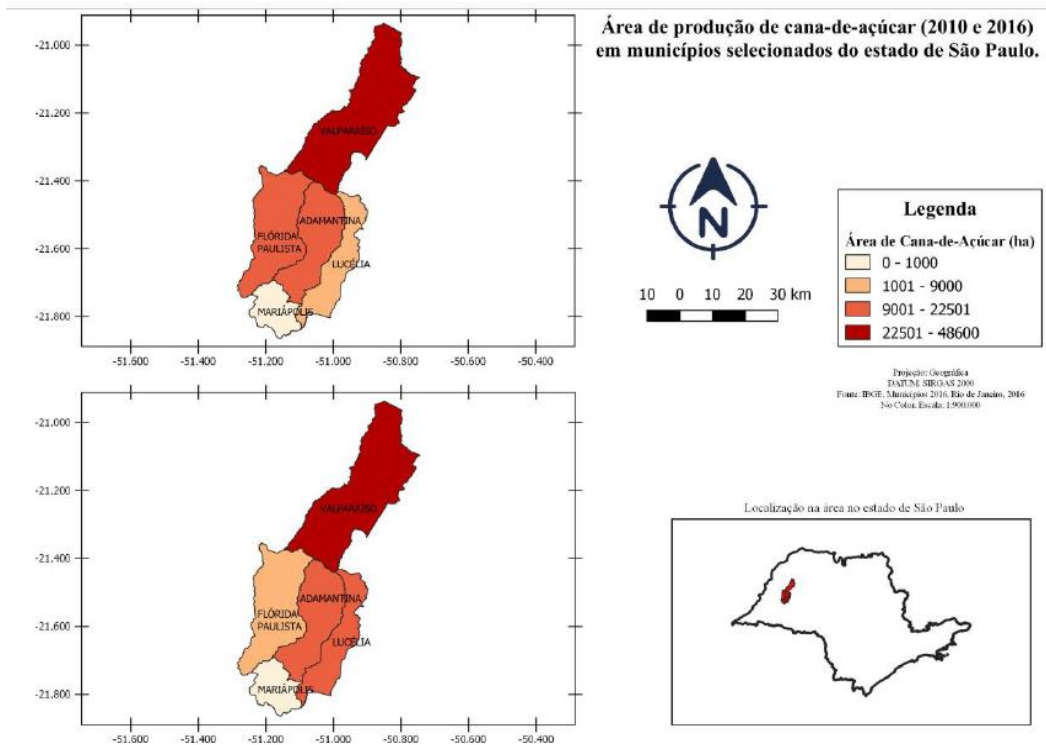 Área de produção de cana-de-açúcar (2010 e 2016)
em municípios selecionados do estado de São Paulo.
-21.000
-21.200
-21.400
-21.600
-21.800
VALPARAÍSO
ADAMANTINA
FLÓRIDA
PAULISTA
LUCÉLIA
MARIÁPOLIS
-51.600 -51.400 -51.200 -51.000 -50.800 -50.600 -50.400
N
10 0 10 20 30 km
Legenda
Área de Cana-de-Açúcar (ha)
0 - 1000
1001 - 9000
9001 - 22501
22501 - 48600
Projeção: Geográfica
DATUM: SIRGAS 2000
Fonte: IBGE, Municípios 2016, Rio de Janeiro, 2016
Escala: 1:900.000
-21.000
-21.200
-21.400
-21.600
-21.800
VALPARAÍSO
ADAMANTINA
FLÓRIDA
PAULISTA
LUCÉLIA
MARIÁPOLIS
-51.600 -51.400 -51.200 -51.000 -50.800 -50.600 -50.400
Localização na área no estado de São Paulo